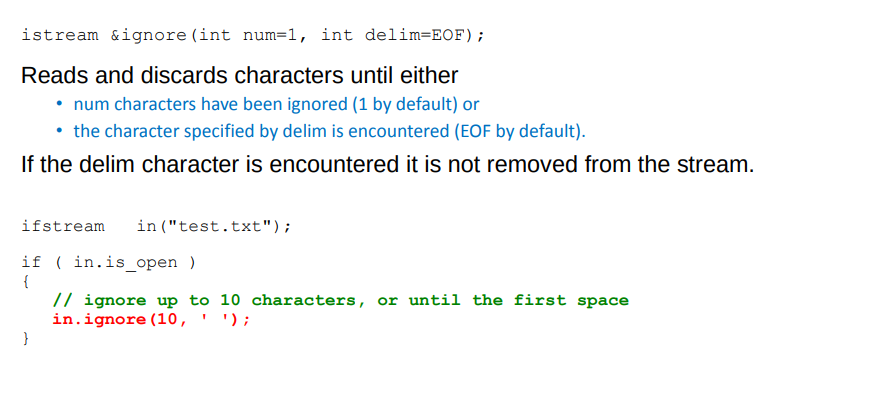 istream &ignore(int num=1, int delim=EOF);
Reads and discards characters until either
• num characters have been ignored (1 by default) or
• the character specified by delim is encountered (EOF by default).
If the delim character is encountered it is not removed from the stream.
ifstream in("test.txt");
if ( in.is_open )
{
// ignore up to 10 characters, or until the first space
in.ignore(10, ' ');
}